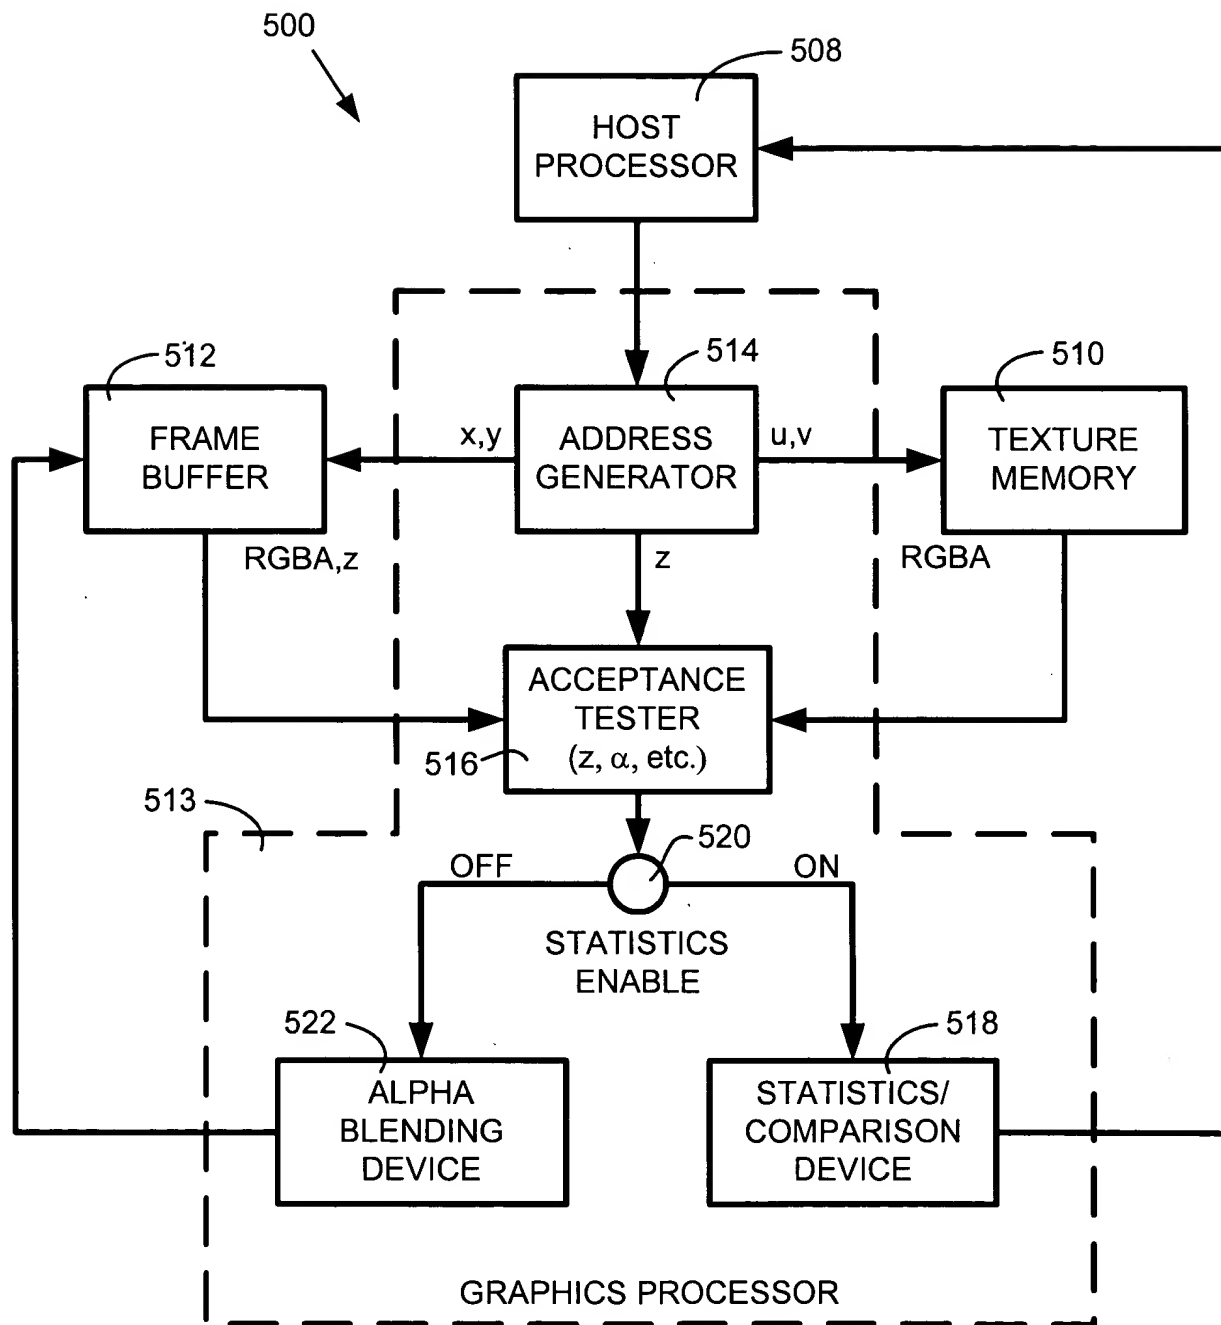 500
508
HOST
PROCESSOR
512
514
510
FRAME
BUFFER
x,y
ADDRESS
GENERATOR
u,v
TEXTURE
MEMORY
RGBA,z
z
RGBA
ACCEPTANCE
TESTER
(z, α, etc.)
516
513
520
OFF
ON
STATISTICS
ENABLE
522
518
ALPHA
BLENDING
DEVICE
STATISTICS/
COMPARISON
DEVICE
GRAPHICS PROCESSOR